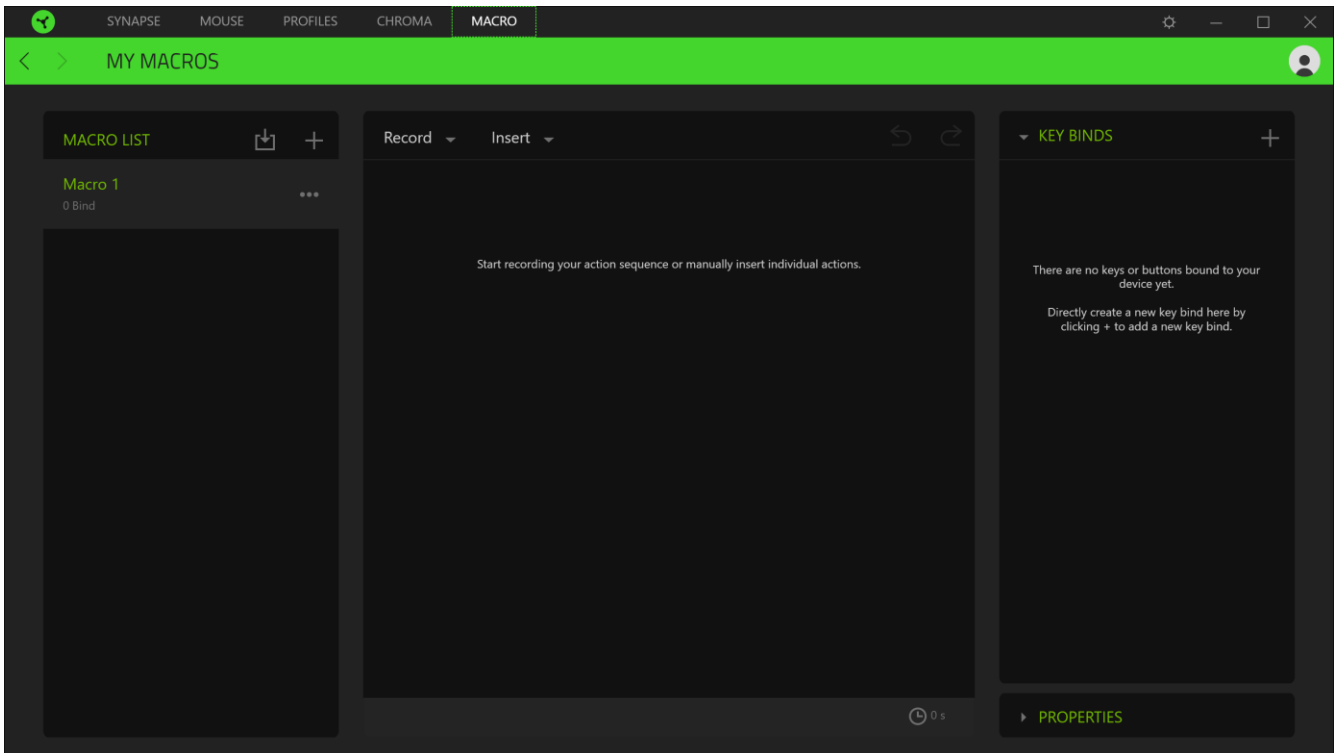 SYNAPSE MOUSE PROFILES CHROMA MACRO
MY MACROS
MACRO LIST
Macro 1
0 Bind
Record Insert
Start recording your action sequence or manually insert individual actions.
0 s
KEY BINDS
There are no keys or buttons bound to your
device yet.
Directly create a new key bind here by
clicking + to add a new key bind.
PROPERTIES